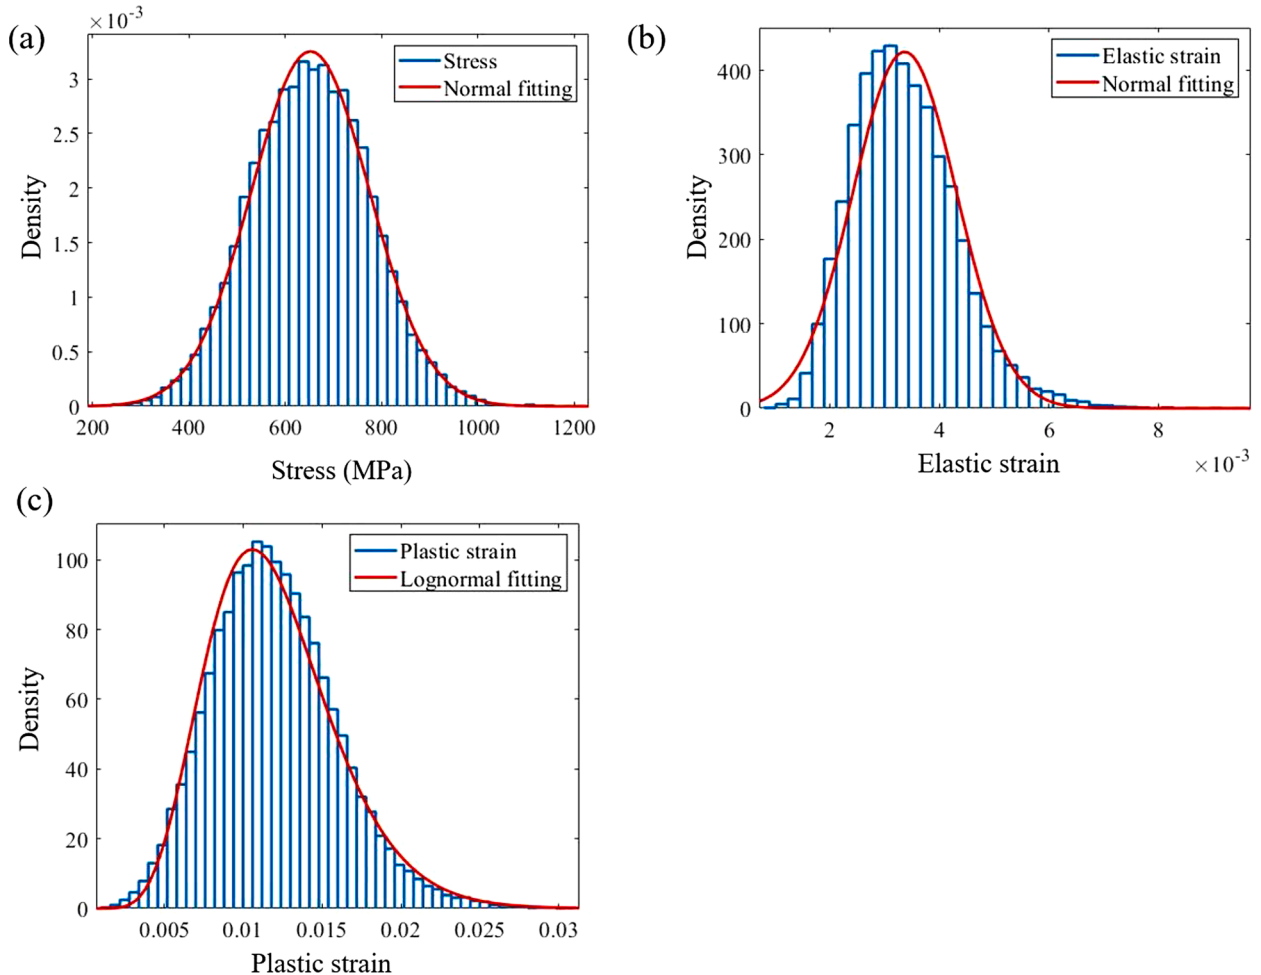 (a)
×10⁻³
Stress
Normal fitting
3
2.5
2
1.5
1
0.5
0
Density
200 400 600 800 1000 1200
Stress (MPa)
(b)
Elastic strain
Normal fitting
400
300
200
100
0
Density
2 4 6 8
Elastic strain
×10⁻³
(c)
Plastic strain
Lognormal fitting
100
80
60
40
20
0
Density
0.005 0.01 0.015 0.02 0.025 0.03
Plastic strain